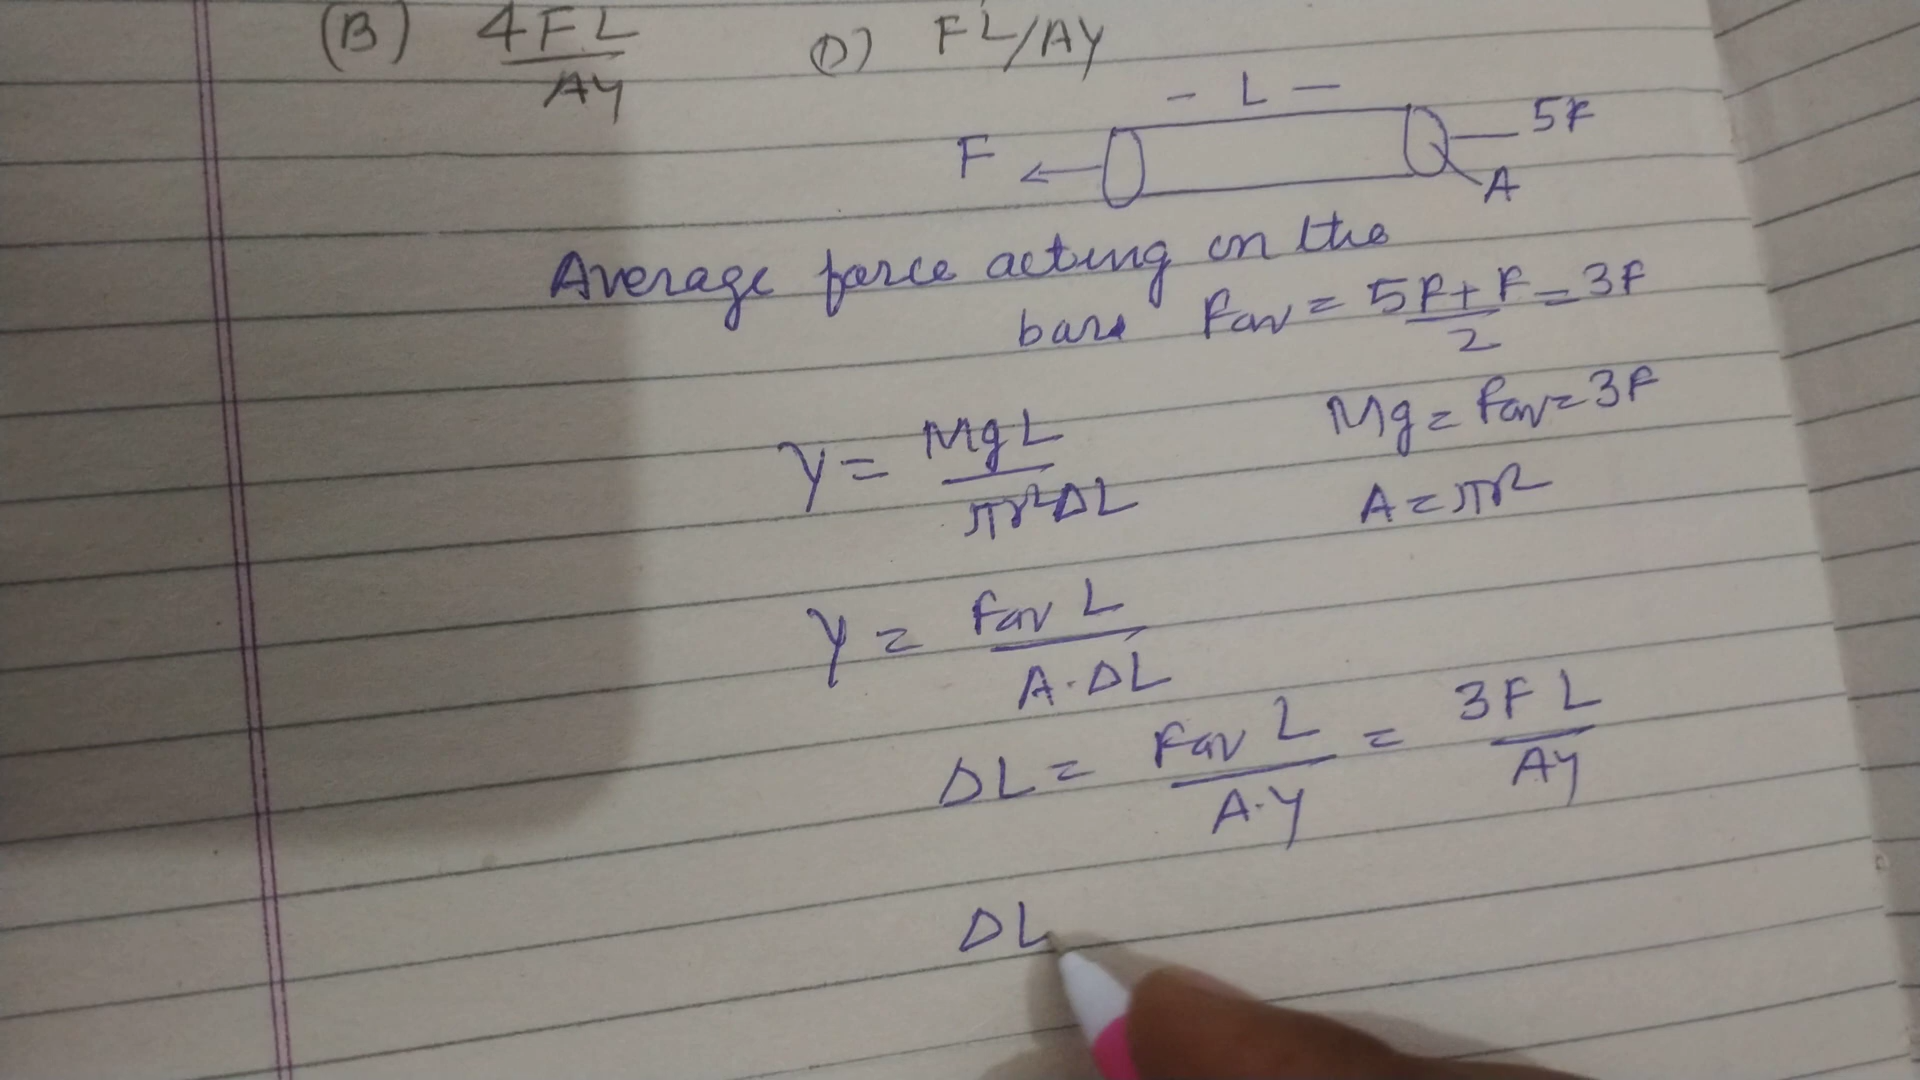 (B) 4FL/AY D) FL/AY
- L -
F 5F
A
Average force acting on the
bar Fav = 5F+F/2 = 3F
Mg = Fav = 3F
Y = MgL/πr²ΔL A = πr²
Y = Fav L/A·ΔL
ΔL = Fav L/A·Y = 3FL/AY
ΔL